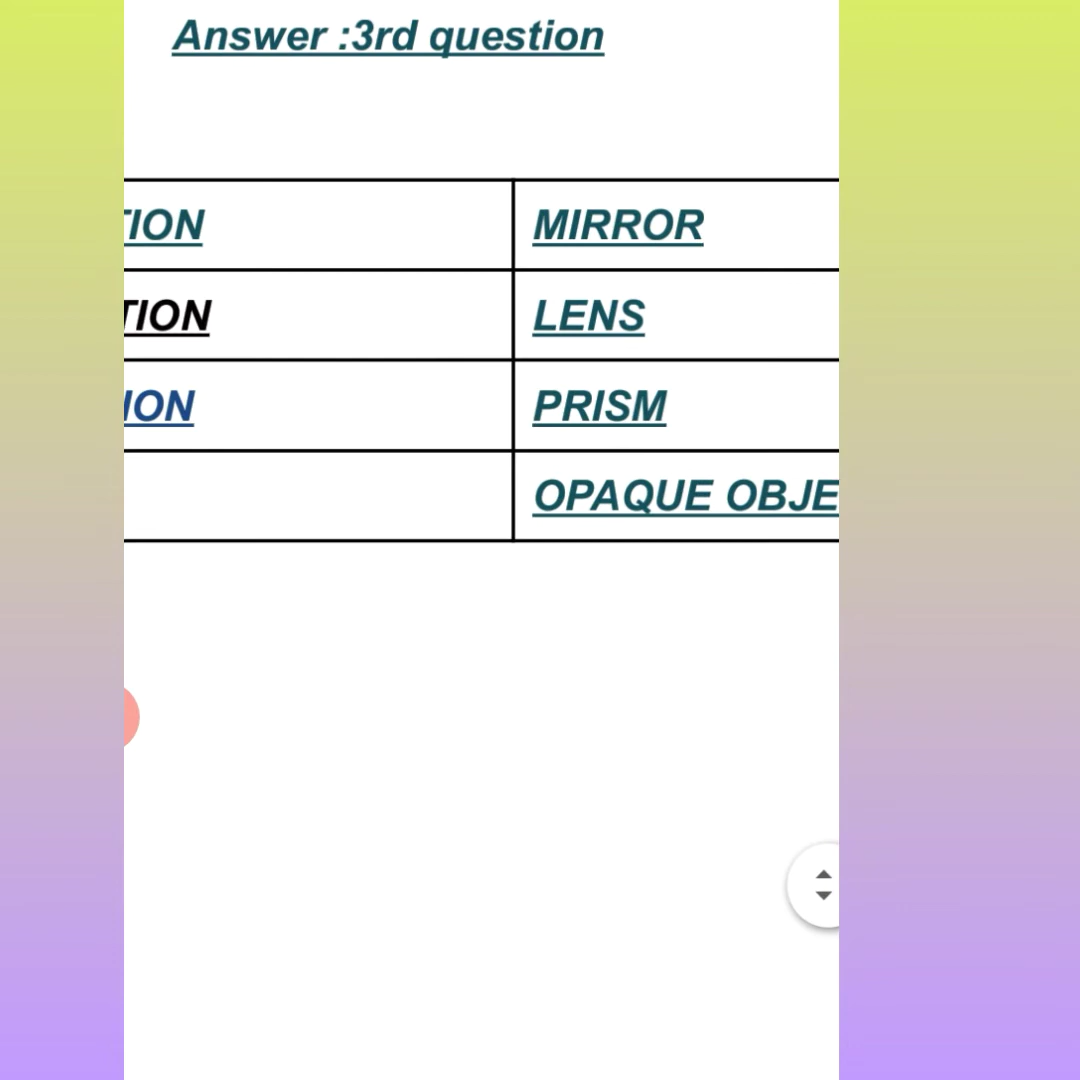 Answer :3rd question
TION MIRROR
TION LENS
ION PRISM
OPAQUE OBJE